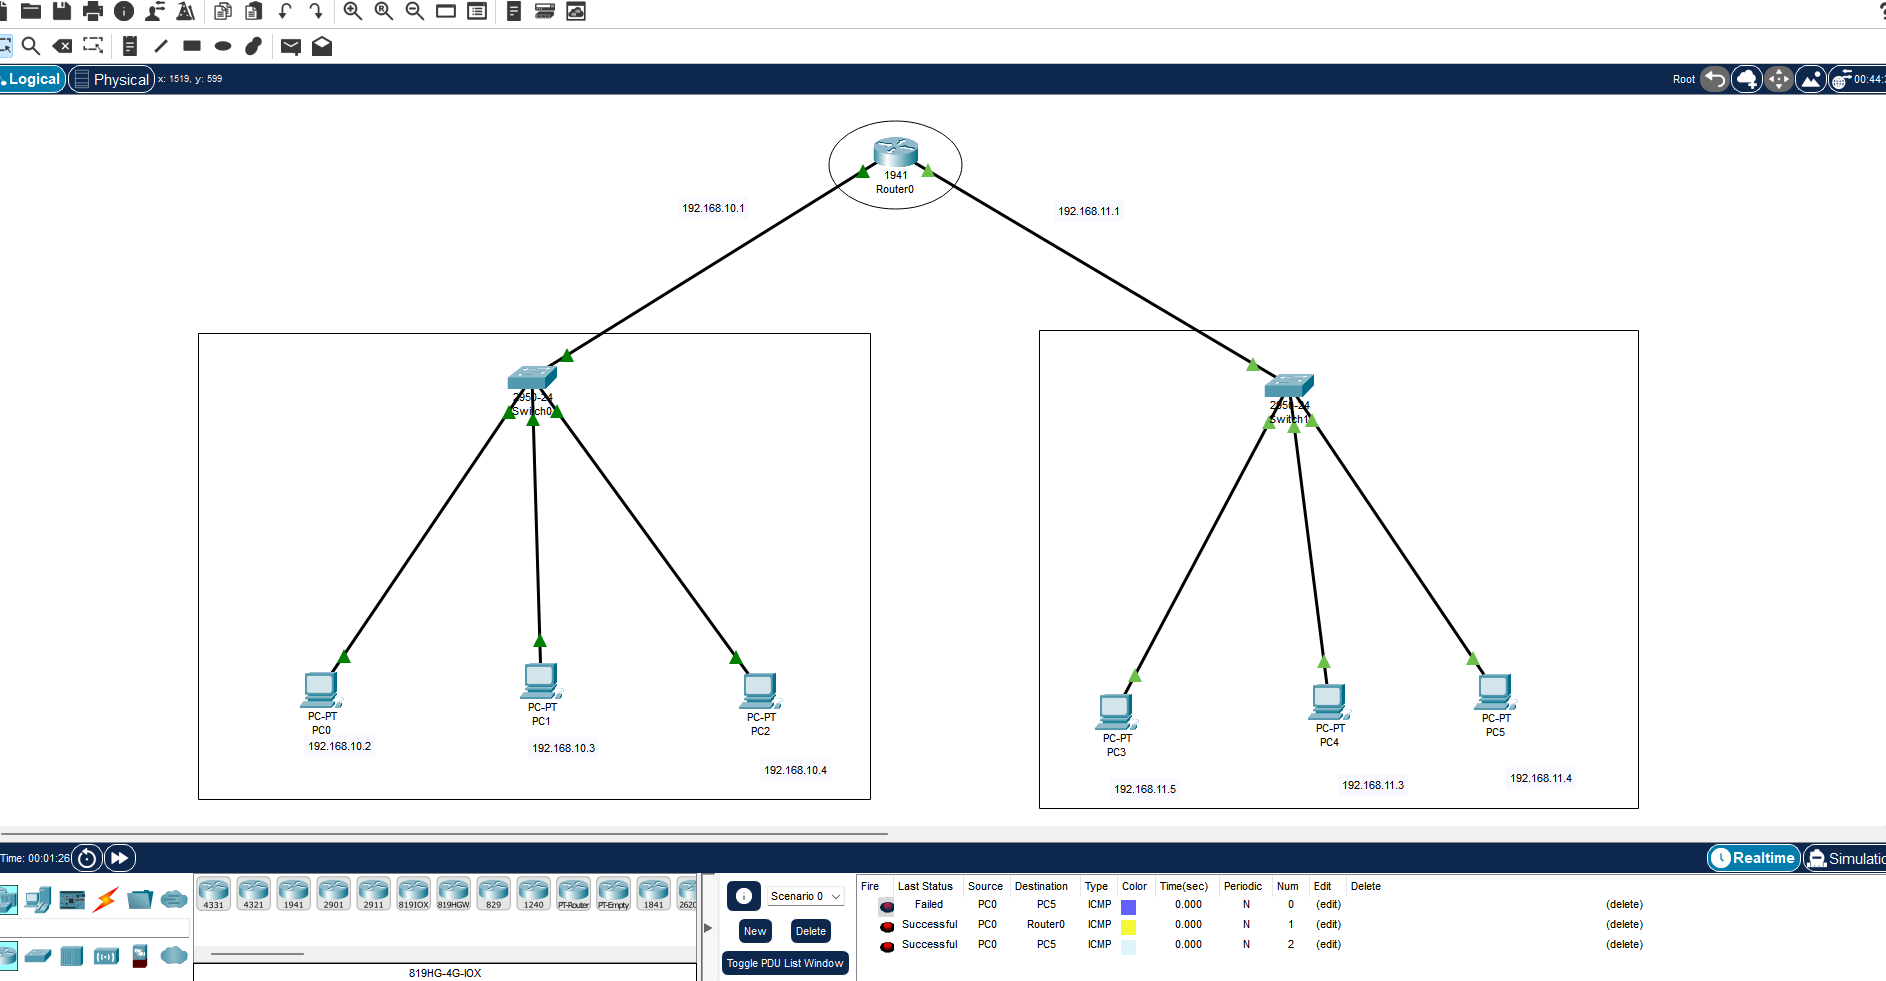 Logical
Physical
x: 1519, y: 599
Root
00:44:
1941
Router0
192.168.10.1
192.168.11.1
2950-24
Switch0
2950-24
Switch1
PC-PT
PC0
192.168.10.2
PC-PT
PC1
192.168.10.3
PC-PT
PC2
192.168.10.4
PC-PT
PC3
192.168.11.5
PC-PT
PC4
192.168.11.3
PC-PT
PC5
192.168.11.4
Time: 00:01:26
Realtime
Simulatic
4331 4321 1941 2901 2911 819IOX 819HGW 829 1240 PT-Router PT-Empty 1841 262
819HG-4G-IOX
Scenario 0
New
Delete
Toggle PDU List Window
Fire Last Status Source Destination Type Color Time(sec) Periodic Num Edit Delete
Failed PC0 PC5 ICMP 0.000 N 0 (edit) (delete)
Successful PC0 Router0 ICMP 0.000 N 1 (edit) (delete)
Successful PC0 PC5 ICMP 0.000 N 2 (edit) (delete)